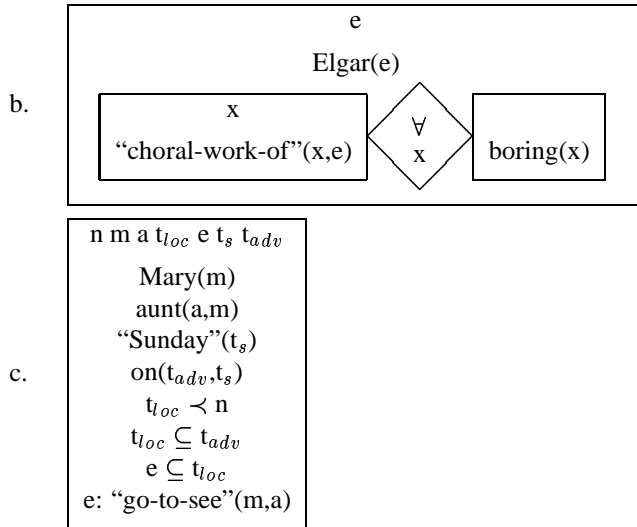 b.
e
Elgar(e)
x
“choral-work-of”(x,e)
∀
x
boring(x)
c.
n m a t_loc e t_s t_adv
Mary(m)
aunt(a,m)
“Sunday”(t_s)
on(t_adv,t_s)
t_loc ≺ n
t_loc ⊆ t_adv
e ⊆ t_loc
e: “go-to-see”(m,a)